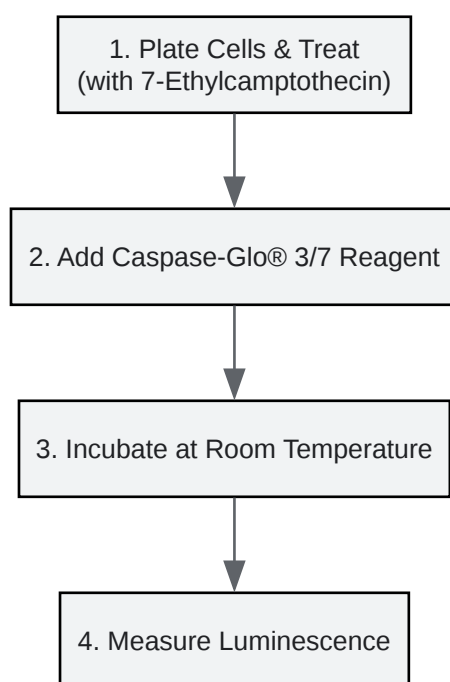 1. Plate Cells & Treat
(with 7-Ethylcamptothecin)
2. Add Caspase-Glo® 3/7 Reagent
3. Incubate at Room Temperature
4. Measure Luminescence